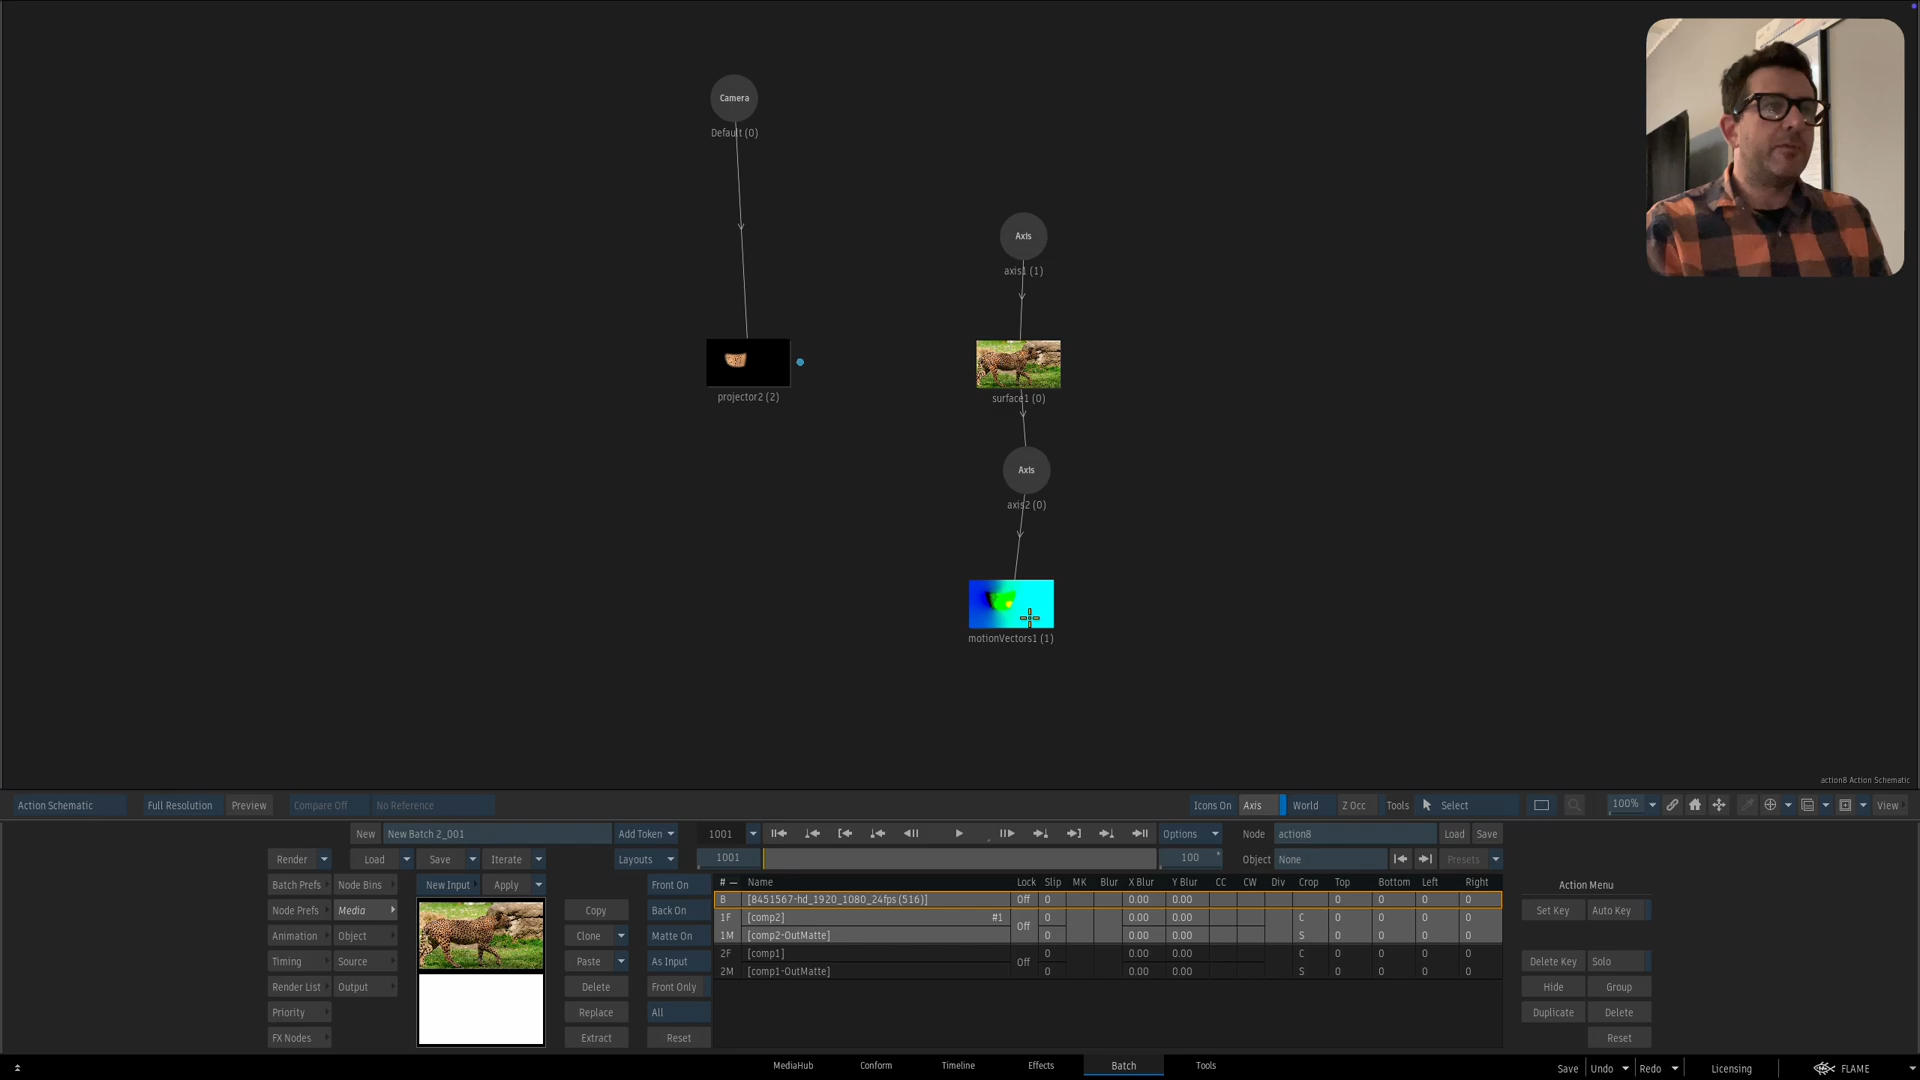 Camera
Default (0)
Axis
axis1 (1)
projector2 (2)
surface1 (0)
Axis
axis2 (0)
motionVectors1 (1)
action8 Action Schematic
Action Schematic Full Resolution Preview Compare Off No Reference Icons On Axis World Z Occ Tools Select 100% View
New New Batch 2_001 Add Token 1001 Options Node action8 Load Save
Render Load Save Iterate Layouts 1001 100 Object None Presets
Batch Prefs Node Bins New Input Apply Front On # Name Lock Slip MK Blur X Blur Y Blur CC CW Div Crop Top Bottom Left Right Action Menu
B [8451567-hd_1920_1080_24fps (516)] Off 0 0.00 0.00 0 0 0 0
Node Prefs Media Copy Back On 1F [comp2] #1 Off 0 0.00 0.00 C 0 0 0 0 Set Key Auto Key
Animation Object Clone Matte On 1M [comp2-OutMatte] 0 0.00 0.00 S 0 0 0 0
Timing Source Paste As Input 2F [comp1] Off 0 0.00 0.00 C 0 0 0 0 Delete Key Solo
2M [comp1-OutMatte] 0 0.00 0.00 S 0 0 0 0
Render List Output Delete Front Only Hide Group
Priority Replace All Duplicate Delete
FX Nodes Extract Reset Reset
MediaHub Conform Timeline Effects Batch Tools Save Undo Redo Licensing FLAME